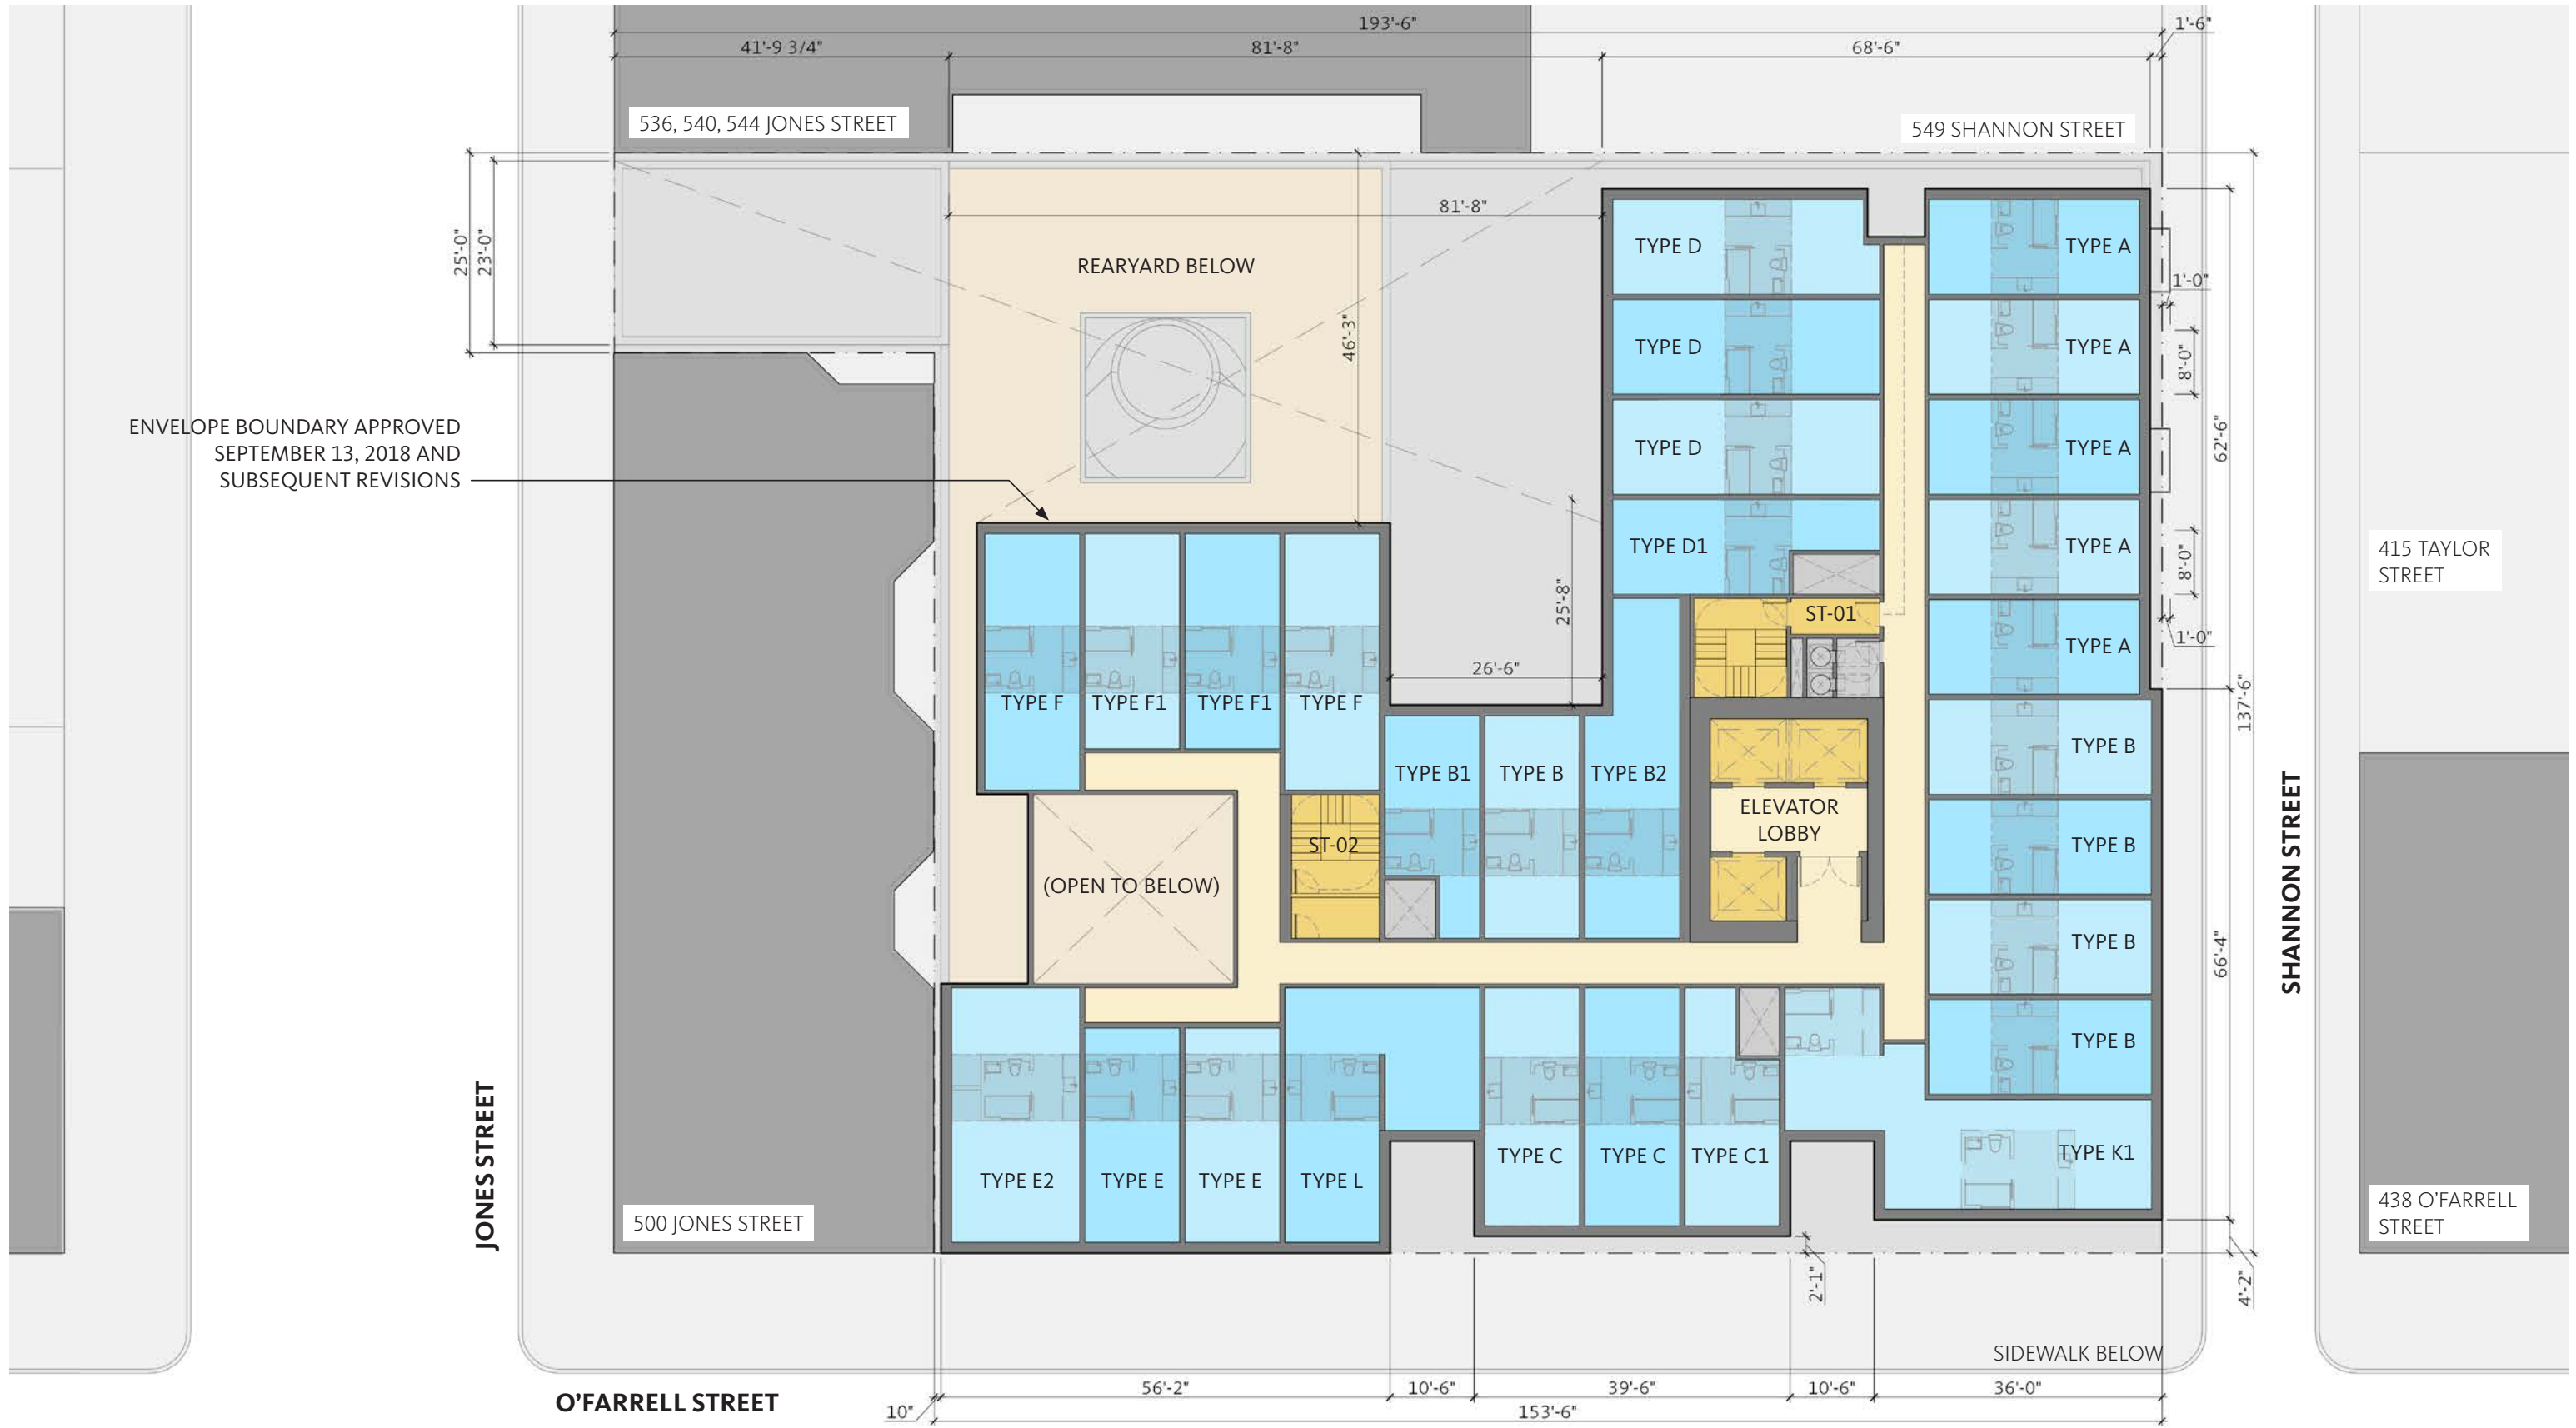 193'-6"
1'-6"
41'-9 3/4"
81'-8"
68'-6"
536, 540, 544 JONES STREET
549 SHANNON STREET
25'-0"
23'-0"
81'-8"
REARYARD BELOW
46'-3"
TYPE D
TYPE A
1'-0"
TYPE D
TYPE A
8'-0"
ENVELOPE BOUNDARY APPROVED
SEPTEMBER 13, 2018 AND
SUBSEQUENT REVISIONS
TYPE D
TYPE A
62'-6"
TYPE D1
TYPE A
8'-0"
415 TAYLOR
STREET
25'-8"
ST-01
TYPE A
1'-0"
26'-6"
137'-6"
TYPE F
TYPE F1
TYPE F1
TYPE F
TYPE B
TYPE B1
TYPE B
TYPE B2
ELEVATOR
LOBBY
ST-02
TYPE B
(OPEN TO BELOW)
SHANNON STREET
TYPE B
66'-4"
TYPE B
JONES STREET
TYPE E2
TYPE E
TYPE E
TYPE L
TYPE C
TYPE C
TYPE C1
TYPE K1
500 JONES STREET
438 O'FARRELL
STREET
2'-1"
4'-2"
SIDEWALK BELOW
O'FARRELL STREET
10"
56'-2"
10'-6"
39'-6"
10'-6"
36'-0"
153'-6"